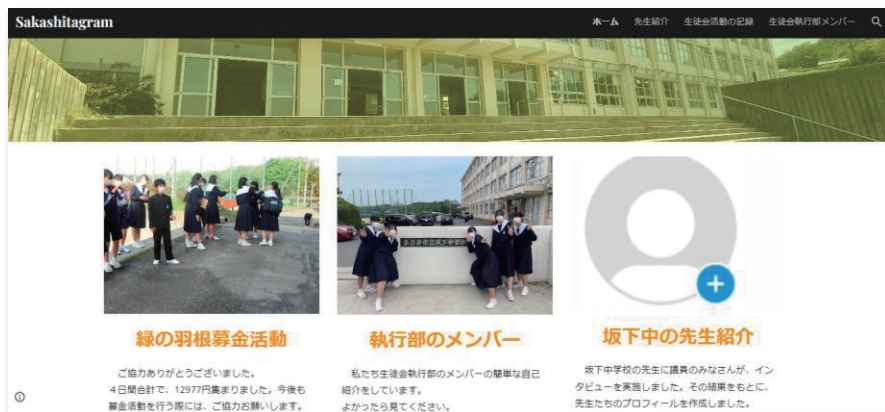 Sakashitagram
ホーム 先生紹介 生徒会活動の記録 生徒会執行部メンバー
緑の羽根募金活動
ご協力ありがとうございました。
4日間合計で、12977円集まりました。今後も
募金活動を行う際には、ご協力お願いします。
執行部のメンバー
私たち生徒会執行部のメンバーの簡単な自己
紹介をしています。
よかったら見てください。
坂下中の先生紹介
坂下中学校の先生に議員のみなさんが、イン
タビューを実施しました。その結果をもとに、
先生たちのプロフィールを作成しました。